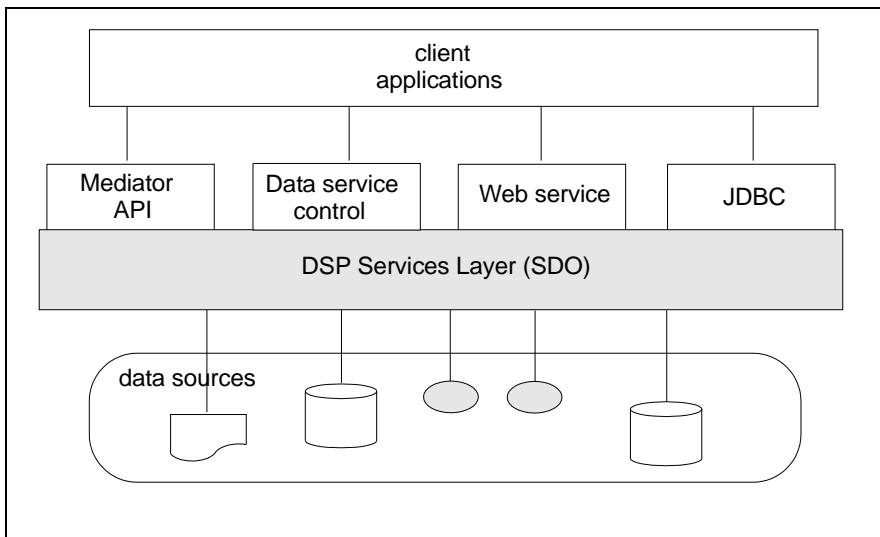 client
applications
Mediator
API
Data service
control
Web service
JDBC
DSP Services Layer (SDO)
data sources